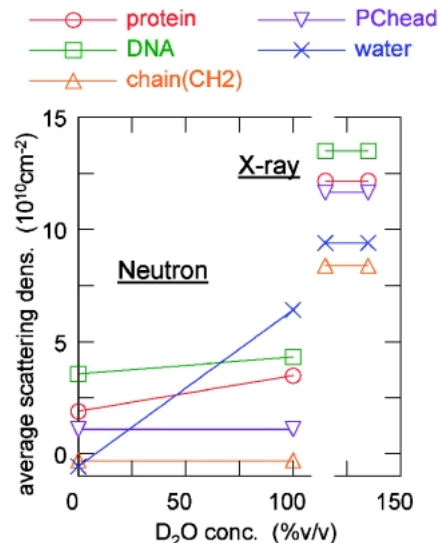 protein
PChead
DNA
water
chain(CH2)
15
X-ray
10
Neutron
5
0
average scattering dens. (10¹⁰cm⁻²)
0 50 100 150
D₂O conc. (%v/v)